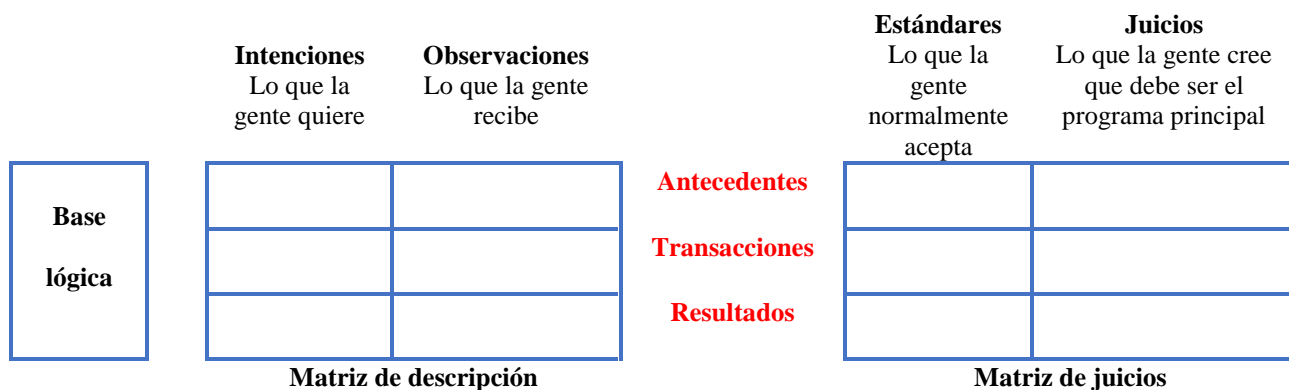 Intenciones
Lo que la
gente quiere
Observaciones
Lo que la gente
recibe
Estándares
Lo que la
gente
normalmente
acepta
Juicios
Lo que la gente cree
que debe ser el
programa principal
Base
lógica
Antecedentes
Transacciones
Resultados
Matriz de descripción
Matriz de juicios